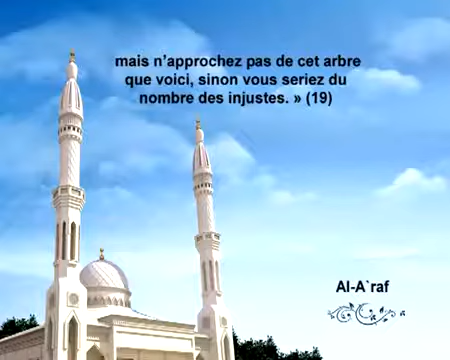 mais n’approchez pas de cet arbre
que voici, sinon vous seriez du
nombre des injustes. » (19)
Al-A`raf